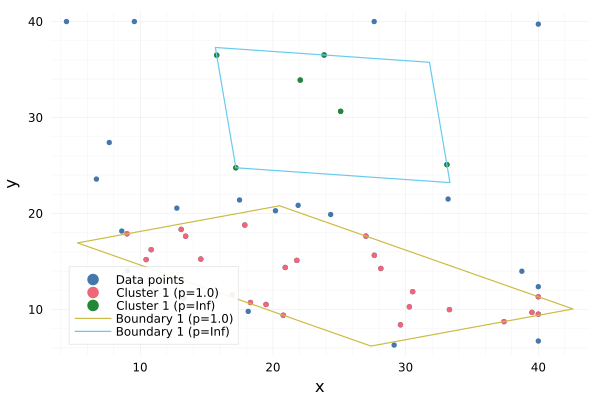 40
30
20
10
y
Data points
Cluster 1 (p=1.0)
Cluster 1 (p=Inf)
Boundary 1 (p=1.0)
Boundary 1 (p=Inf)
10
20
30
40
x